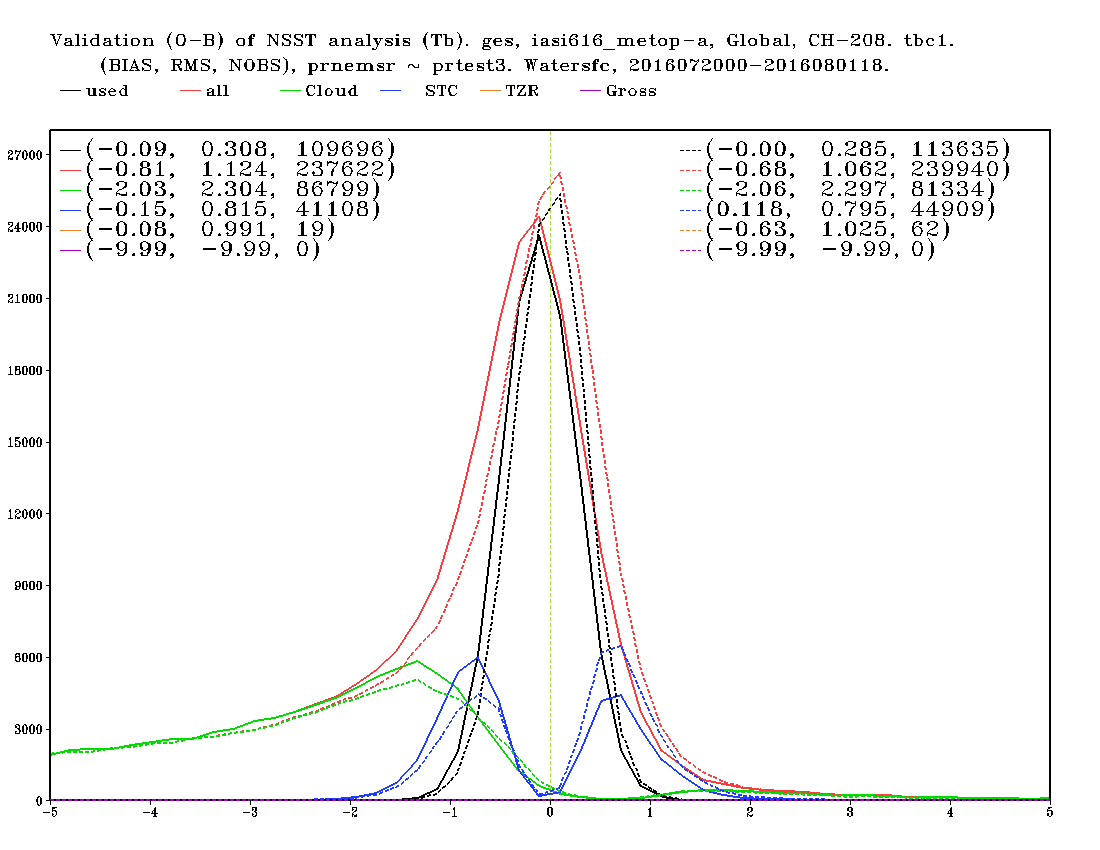 Validation (O−B) of NSST analysis (Tb). ges, iasi616_metop−a, Global, CH−208. tbc1.
(BIAS, RMS, NOBS), prnemsr ~ prtest3. Watersfc, 2016072000−2016080118.
used all Cloud STC TZR Gross
(−0.09, 0.308, 109696) (−0.00, 0.285, 113635)
27000
(−0.81, 1.124, 237622) (−0.68, 1.062, 239940)
(−2.03, 2.304, 86799) (−2.06, 2.297, 81334)
(−0.15, 0.815, 41108) (0.118, 0.795, 44909)
24000
(−0.08, 0.991, 19) (−0.63, 1.025, 62)
(−9.99, −9.99, 0) (−9.99, −9.99, 0)
21000
18000
15000
12000
9000
6000
3000
0
−5 −4 −3 −2 −1 0 1 2 3 4 5